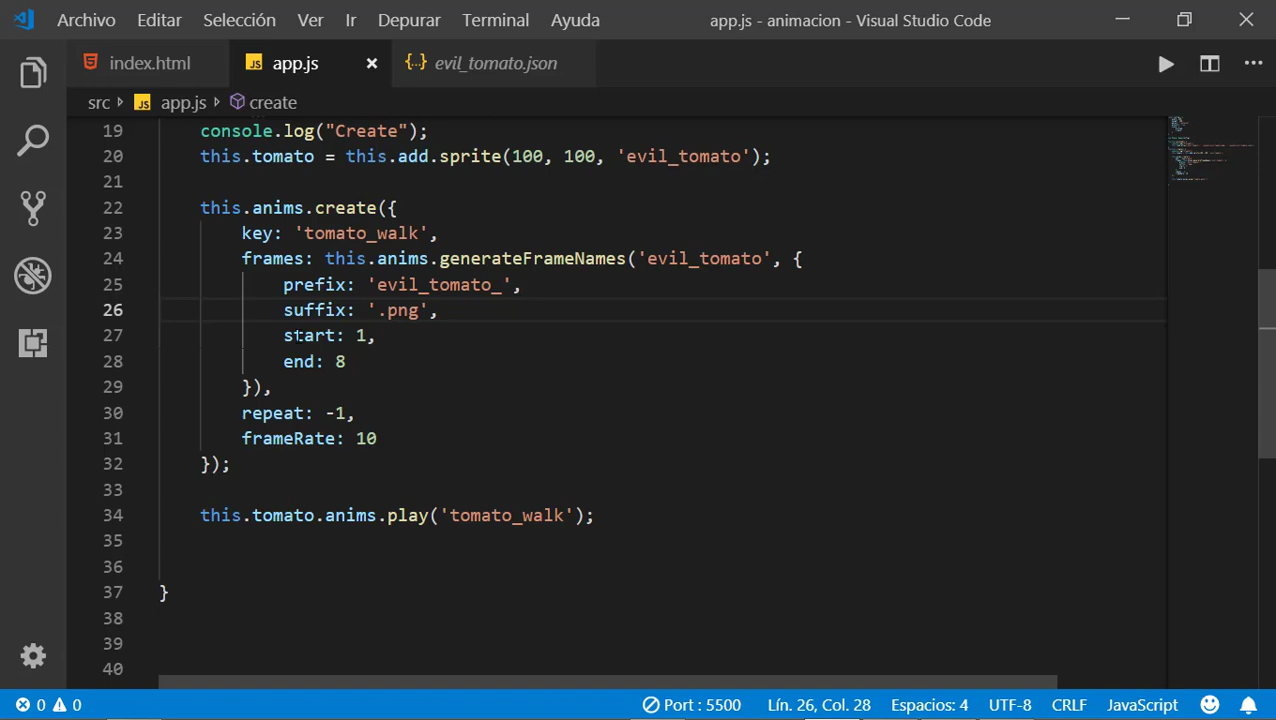 Archivo Editar Selección Ver Ir Depurar Terminal Ayuda app.js - animacion - Visual Studio Code
index.html JS app.js {..} evil_tomato.json
src JS app.js create
19 console.log("Create");
20 this.tomato = this.add.sprite(100, 100, 'evil_tomato');
21
22 this.anims.create({
23 key: 'tomato_walk',
24 frames: this.anims.generateFrameNames('evil_tomato', {
25 prefix: 'evil_tomato_',
26 suffix: '.png',
27 start: 1,
28 end: 8
29 }),
30 repeat: -1,
31 frameRate: 10
32 });
33
34 this.tomato.anims.play('tomato_walk');
35
36
37 }
38
39
40
0 0 Port : 5500 Lín. 26, Col. 28 Espacios: 4 UTF-8 CRLF JavaScript